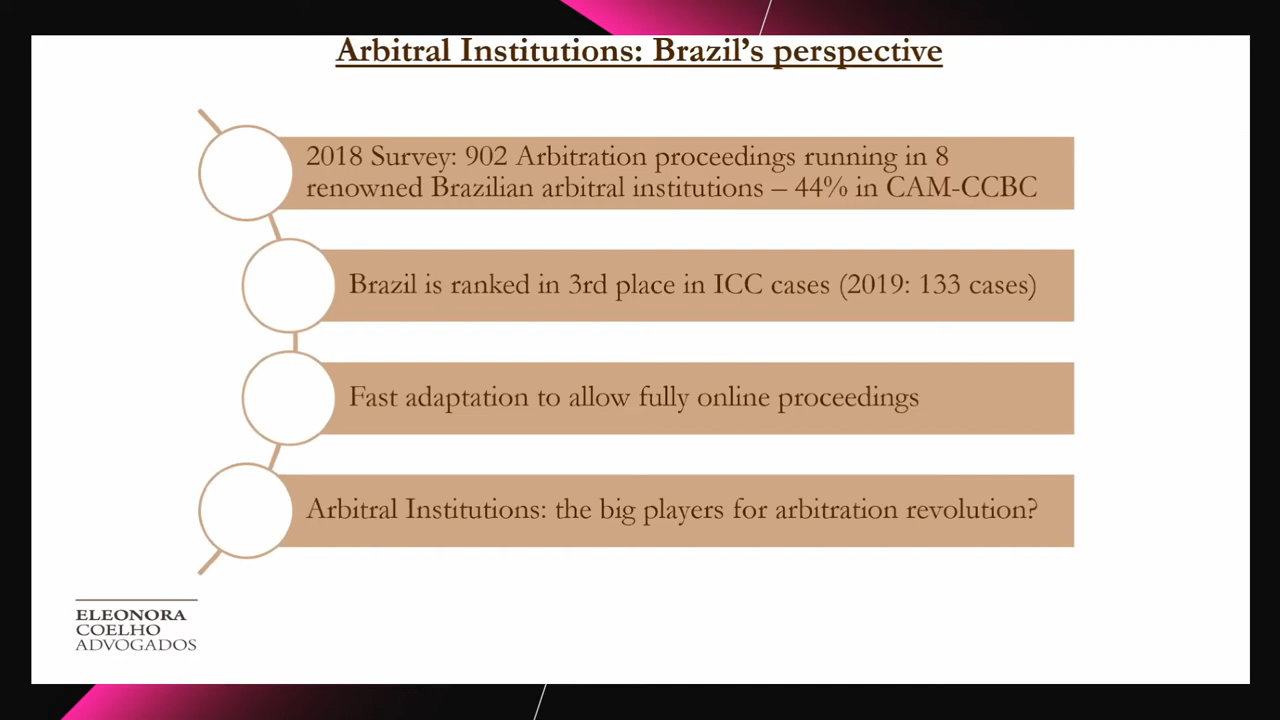 Arbitral Institutions: Brazil’s perspective
2018 Survey: 902 Arbitration proceedings running in 8
renowned Brazilian arbitral institutions – 44% in CAM-CCBC
Brazil is ranked in 3rd place in ICC cases (2019: 133 cases)
Fast adaptation to allow fully online proceedings
Arbitral Institutions: the big players for arbitration revolution?
ELEONORA
COELHO
ADVOGADOS